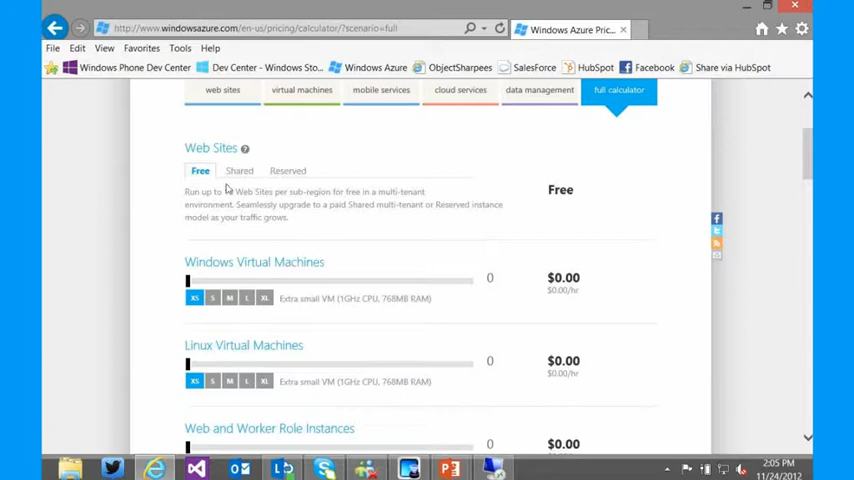 http://www.windowsazure.com/en-us/pricing/calculator/?scenario=full
Windows Azure Pric...
File Edit View Favorites Tools Help
Windows Phone Dev Center Dev Center - Windows Sto... Windows Azure ObjectSharpees SalesForce HubSpot Facebook Share via HubSpot
web sites virtual machines mobile services cloud services data management full calculator
Web Sites ?
Free Shared Reserved
Run up to Web Sites per sub-region for free in a multi-tenant
environment. Seamlessly upgrade to a paid Shared multi-tenant or Reserved instance
model as your traffic grows.
Free
Windows Virtual Machines
0 $0.00
$0.00/hr
XS S M L XL Extra small VM (1GHz CPU, 768MB RAM)
Linux Virtual Machines
0 $0.00
$0.00/hr
XS S M L XL Extra small VM (1GHz CPU, 768MB RAM)
Web and Worker Role Instances
0 $0.00
2:05 PM
11/24/2012